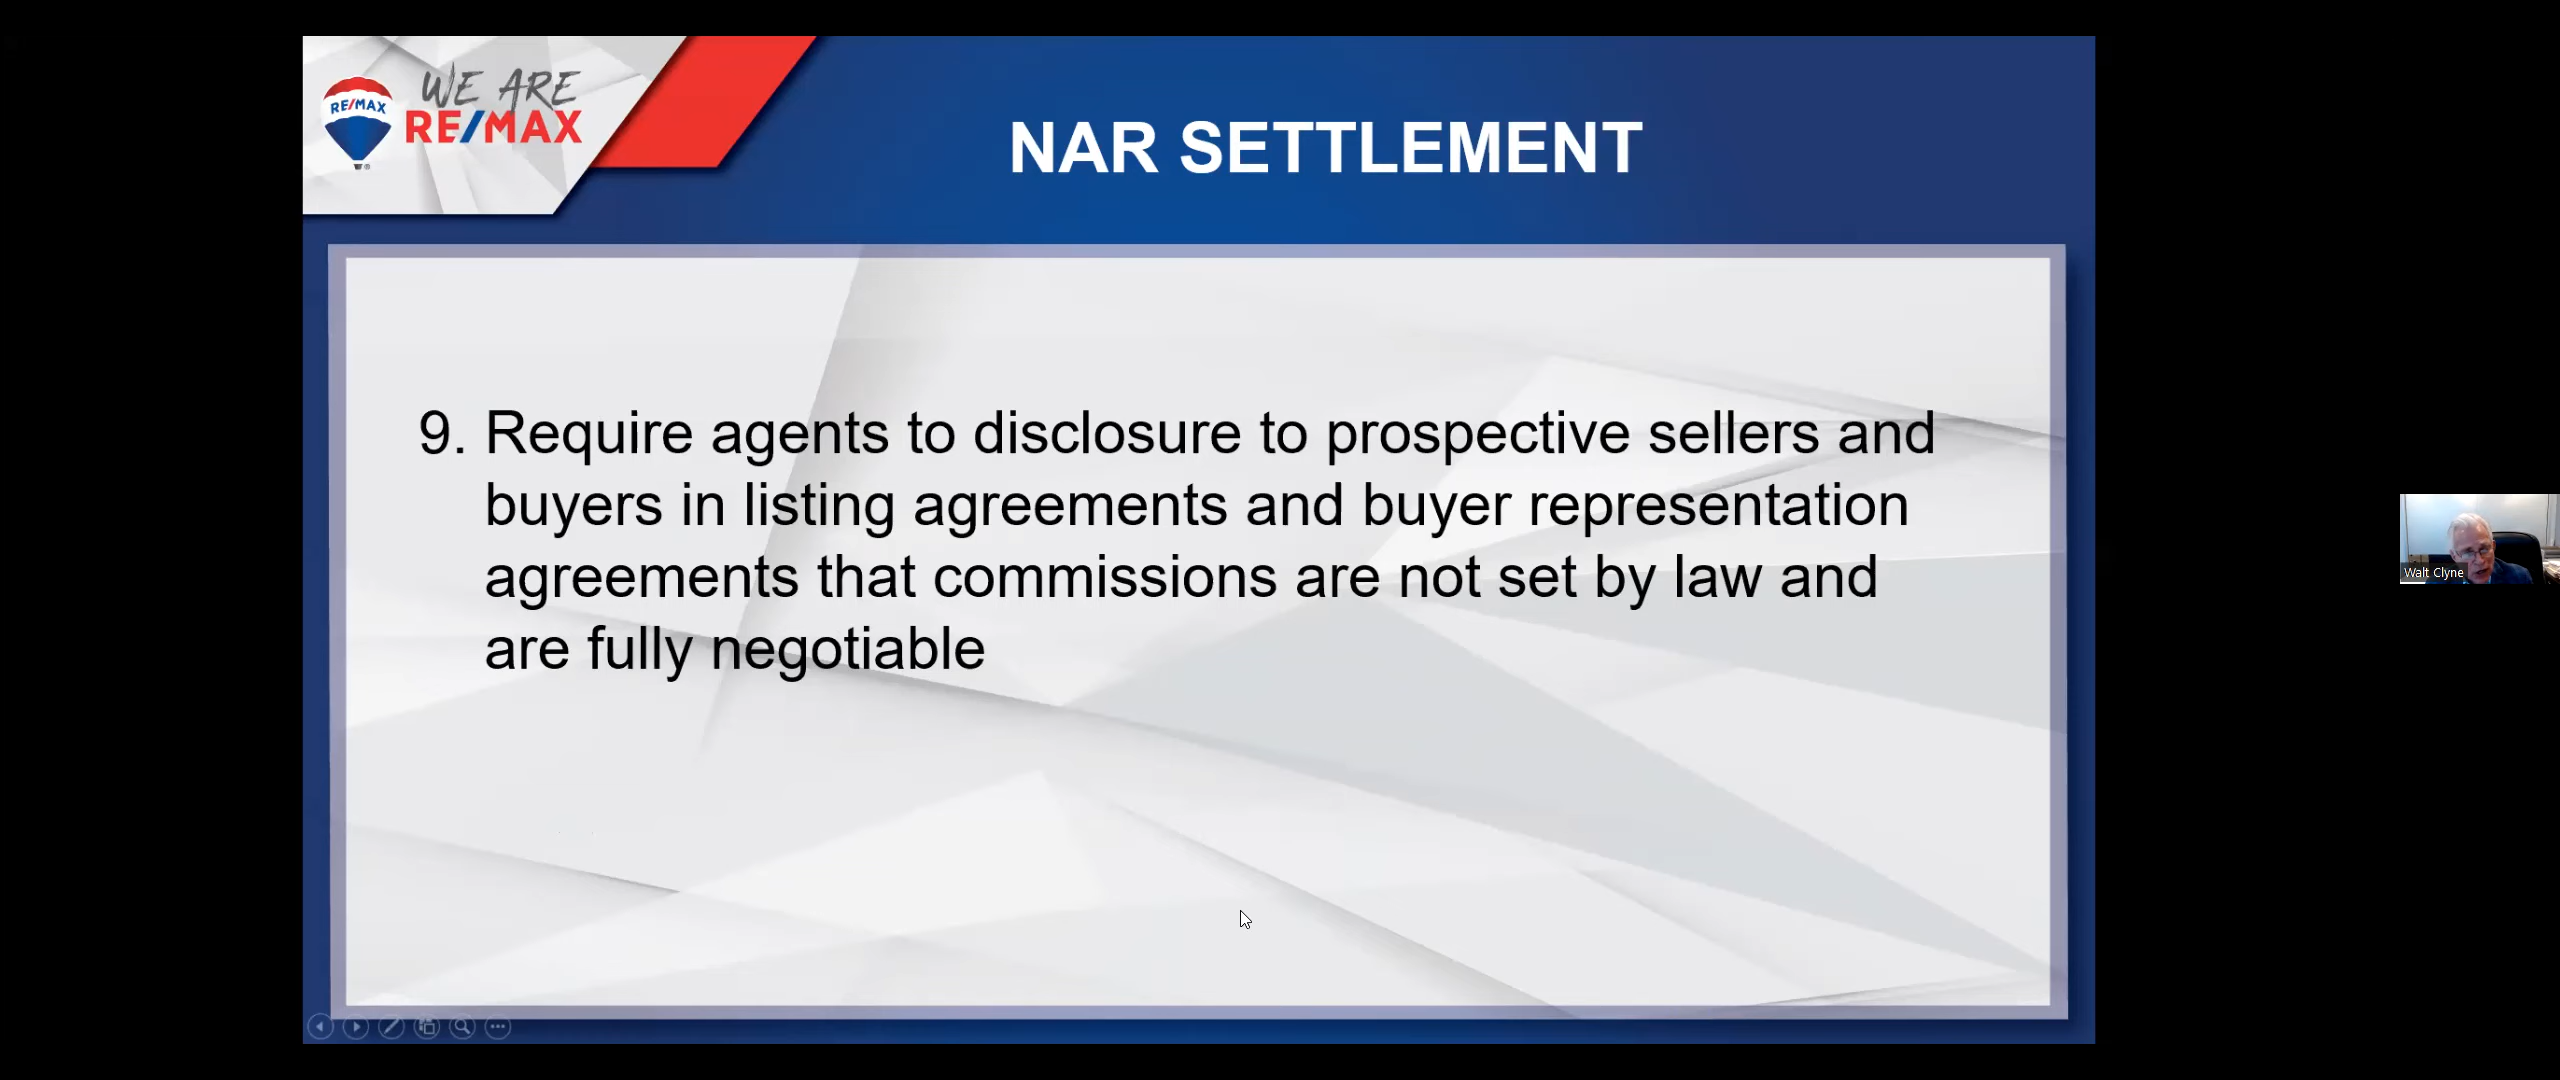 WE ARE
RE/MAX
RE/MAX
NAR SETTLEMENT
9. Require agents to disclosure to prospective sellers and
buyers in listing agreements and buyer representation
agreements that commissions are not set by law and
are fully negotiable
Walt Clyne